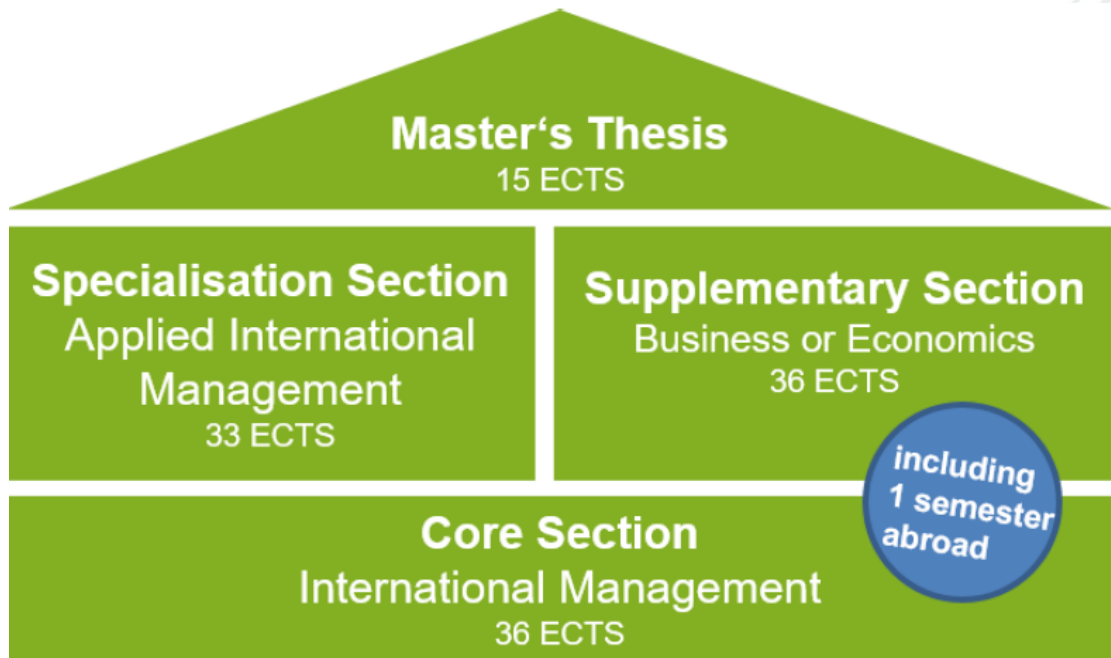 Master‘s Thesis
15 ECTS
Specialisation Section
Applied International
Management
33 ECTS
Supplementary Section
Business or Economics
36 ECTS
including
1 semester
abroad
Core Section
International Management
36 ECTS